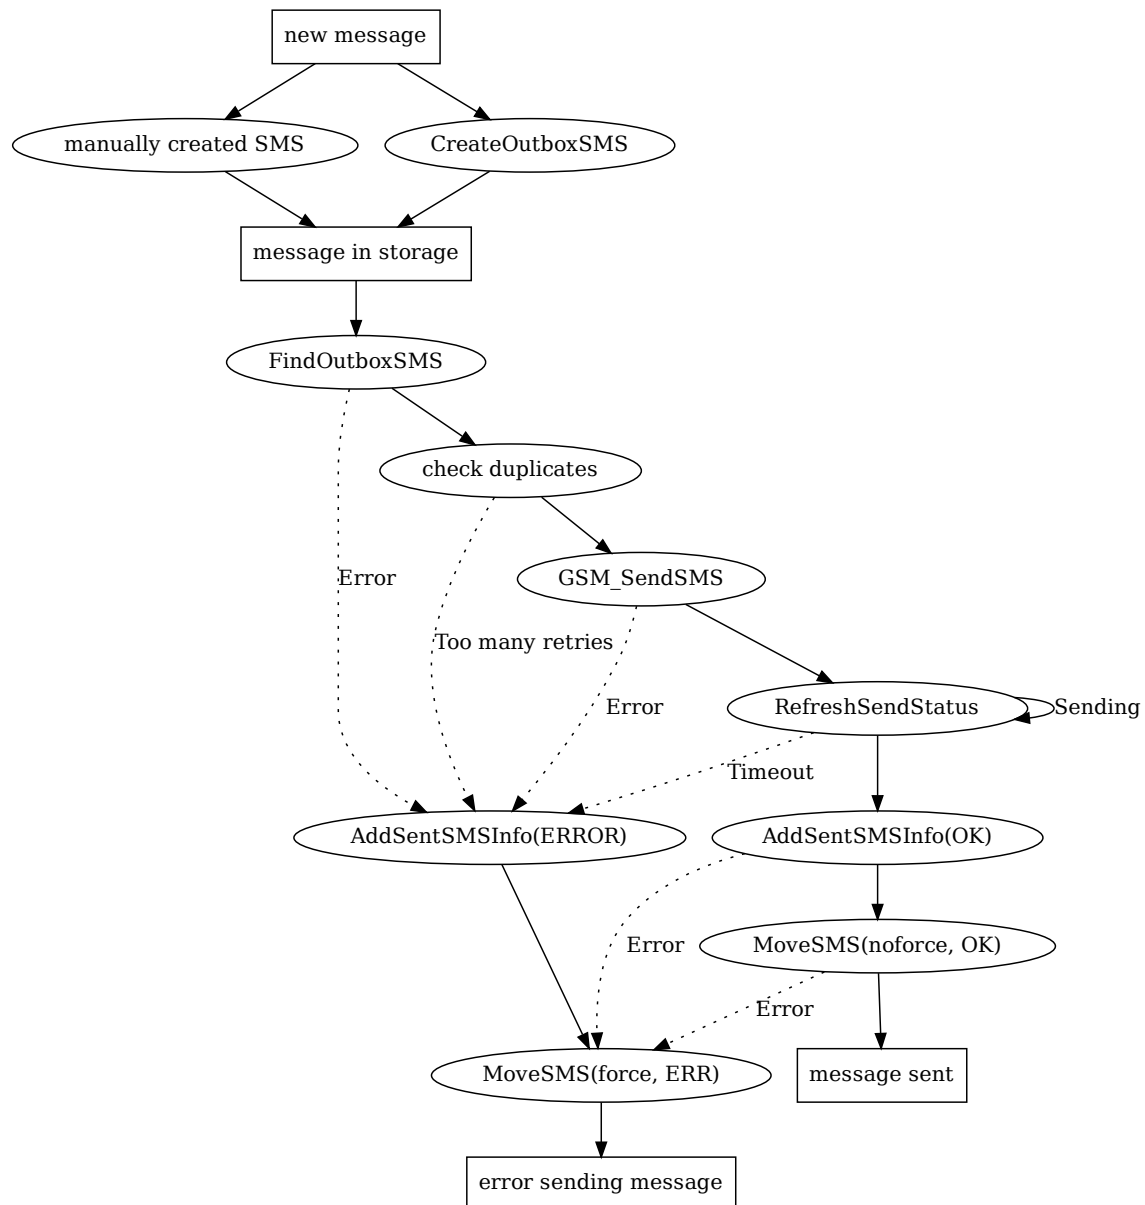 new message
manually created SMS
CreateOutboxSMS
message in storage
FindOutboxSMS
check duplicates
GSM_SendSMS
Error
Too many retries
Error
RefreshSendStatus
Sending
Timeout
AddSentSMSInfo(ERROR)
AddSentSMSInfo(OK)
Error
MoveSMS(noforce, OK)
Error
MoveSMS(force, ERR)
message sent
error sending message